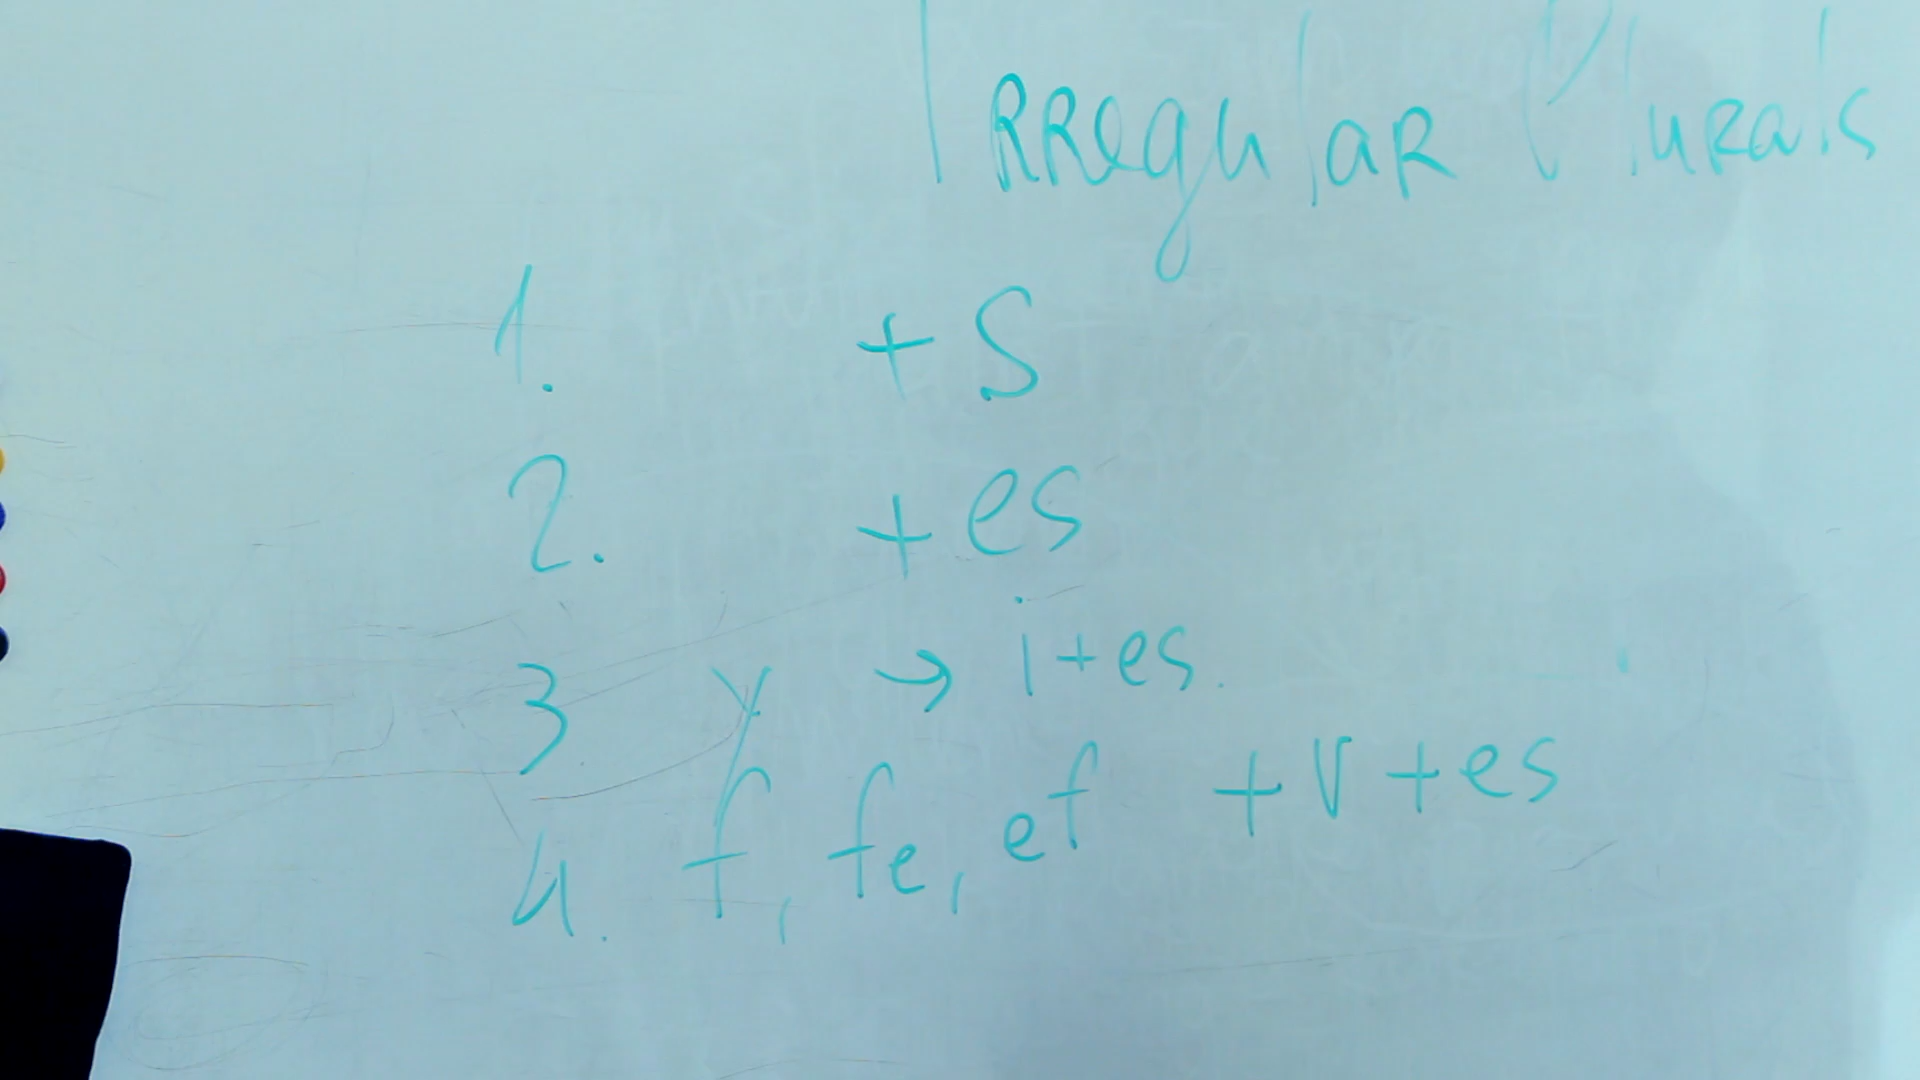 Irregular Plurals
1. + s
2. + es
3 y → i + es.
4. f, fe, ef + v + es